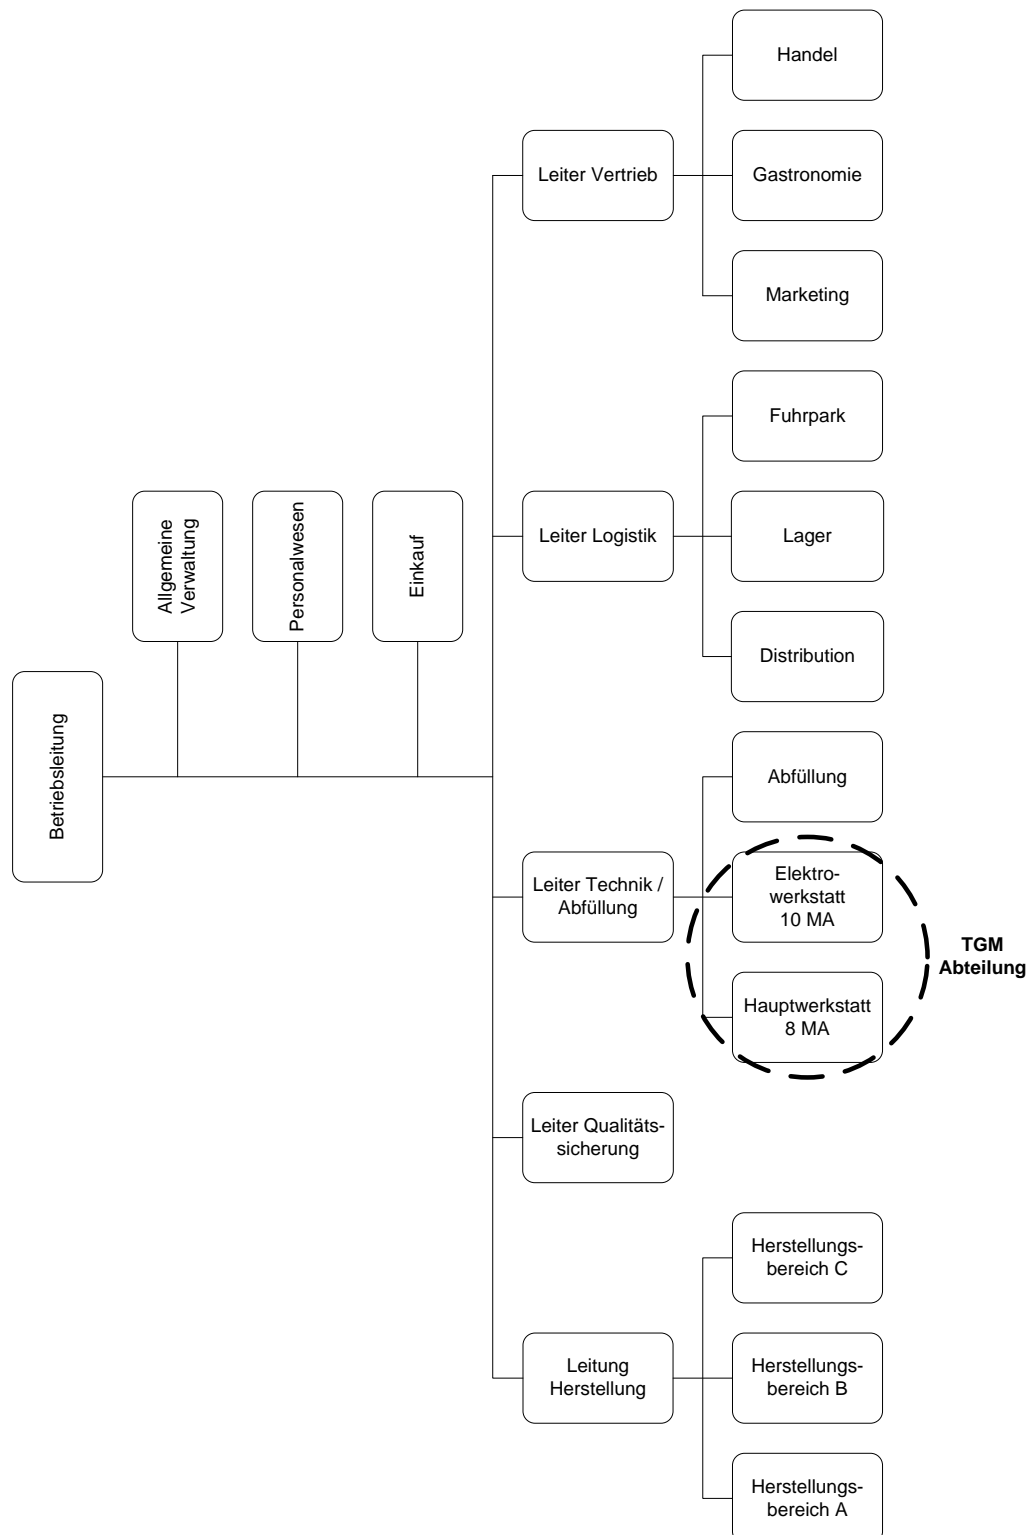 Handel
Leiter Vertrieb
Gastronomie
Marketing
Fuhrpark
Allgemeine
Verwaltung
Personalwesen
Einkauf
Leiter Logistik
Lager
Distribution
Betriebsleitung
Abfüllung
Leiter Technik /
Abfüllung
Elektro-
werkstatt
10 MA
TGM
Abteilung
Hauptwerkstatt
8 MA
Leiter Qualitäts-
sicherung
Herstellungs-
bereich C
Leitung
Herstellung
Herstellungs-
bereich B
Herstellungs-
bereich A